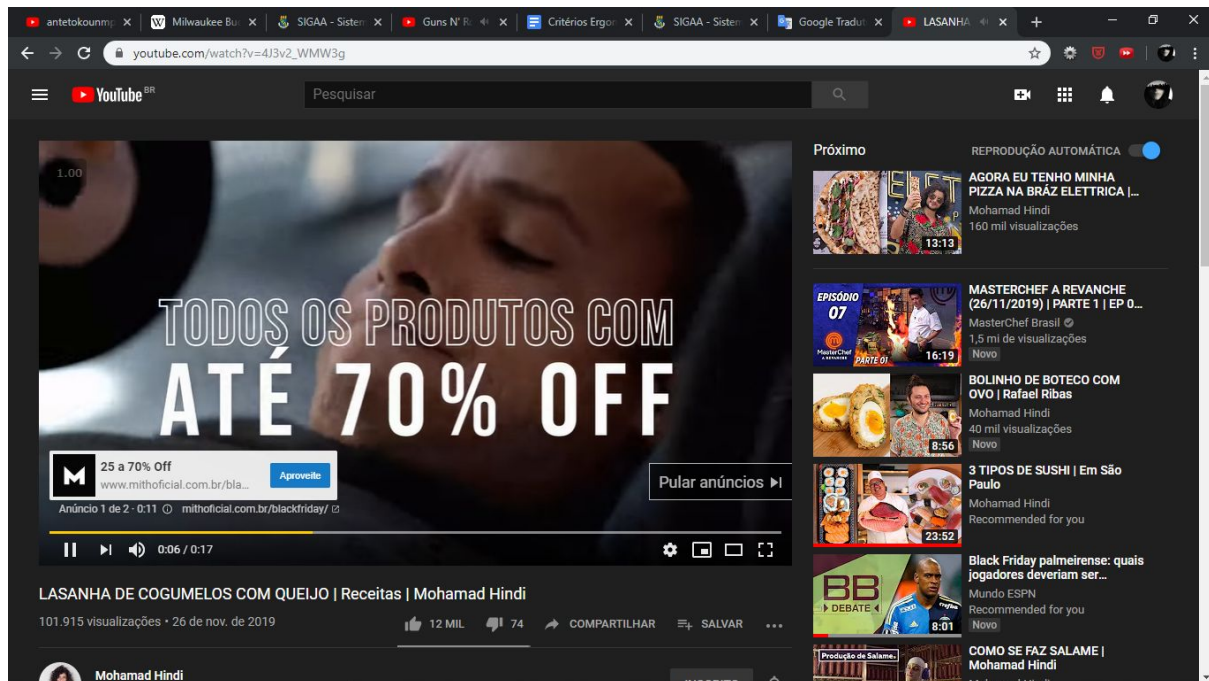 antetokounmp
Milwaukee Bu
SIGAA - Sistem
Guns N' Ro
Critérios Ergon
SIGAA - Sistem
Google Tradut
LASANHA
youtube.com/watch?v=4J3v2_WMW3g
YouTube BR
Pesquisar
1.00
TODOS OS PRODUTOS COM
ATÉ 70% OFF
M
25 a 70% Off
www.mithoficial.com.br/bla...
Aproveite
Pular anúncios
Anúncio 1 de 2 · 0:11 mithoficial.com.br/blackfriday/
0:06 / 0:17
LASANHA DE COGUMELOS COM QUEIJO | Receitas | Mohamad Hindi
101.915 visualizações • 26 de nov. de 2019
12 MIL
74
COMPARTILHAR
SALVAR
Mohamad Hindi
Próximo
REPRODUÇÃO AUTOMÁTICA
AGORA EU TENHO MINHA
PIZZA NA BRÁZ ELETTRICA |...
Mohamad Hindi
160 mil visualizações
13:13
EPISÓDIO
07
MasterChef
A REVANCHE
PARTE 01
16:19
MASTERCHEF A REVANCHE
(26/11/2019) | PARTE 1 | EP 0...
MasterChef Brasil
1,5 mi de visualizações
Novo
BOLINHO DE BOTECO COM
OVO | Rafael Ribas
Mohamad Hindi
40 mil visualizações
Novo
8:56
3 TIPOS DE SUSHI | Em São
Paulo
Mohamad Hindi
Recommended for you
23:52
BB
DEBATE
8:01
Black Friday palmeirense: quais
jogadores deveriam ser...
Mundo ESPN
Recommended for you
Novo
Produção de Salame.
COMO SE FAZ SALAME |
Mohamad Hindi